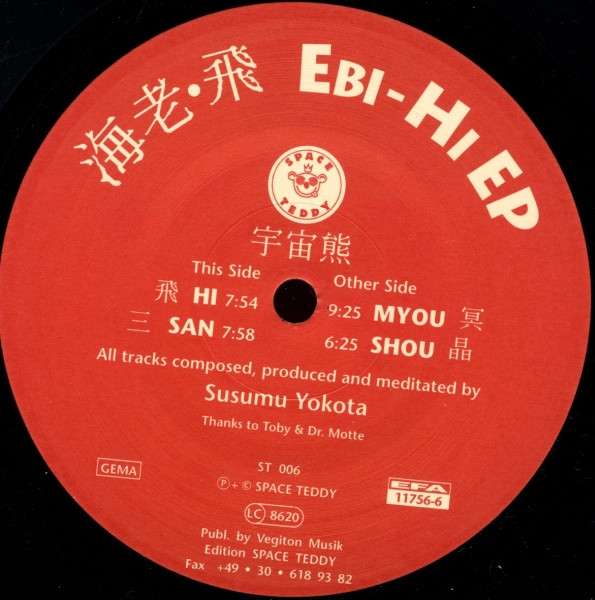 海老・飛 EBI-HI EP
SPACE TEDDY
宇宙熊
This Side
飛 HI 7:54
三 SAN 7:58
Other Side
9:25 MYOU 冥
6:25 SHOU 晶
All tracks composed, produced and meditated by
Susumu Yokota
Thanks to Toby & Dr. Motte
GEMA
ST 006
Ⓟ+© SPACE TEDDY
LC 8620
EFA
11756-6
Publ. by Vegiton Musik
Edition SPACE TEDDY
Fax +49 • 30 • 618 93 82